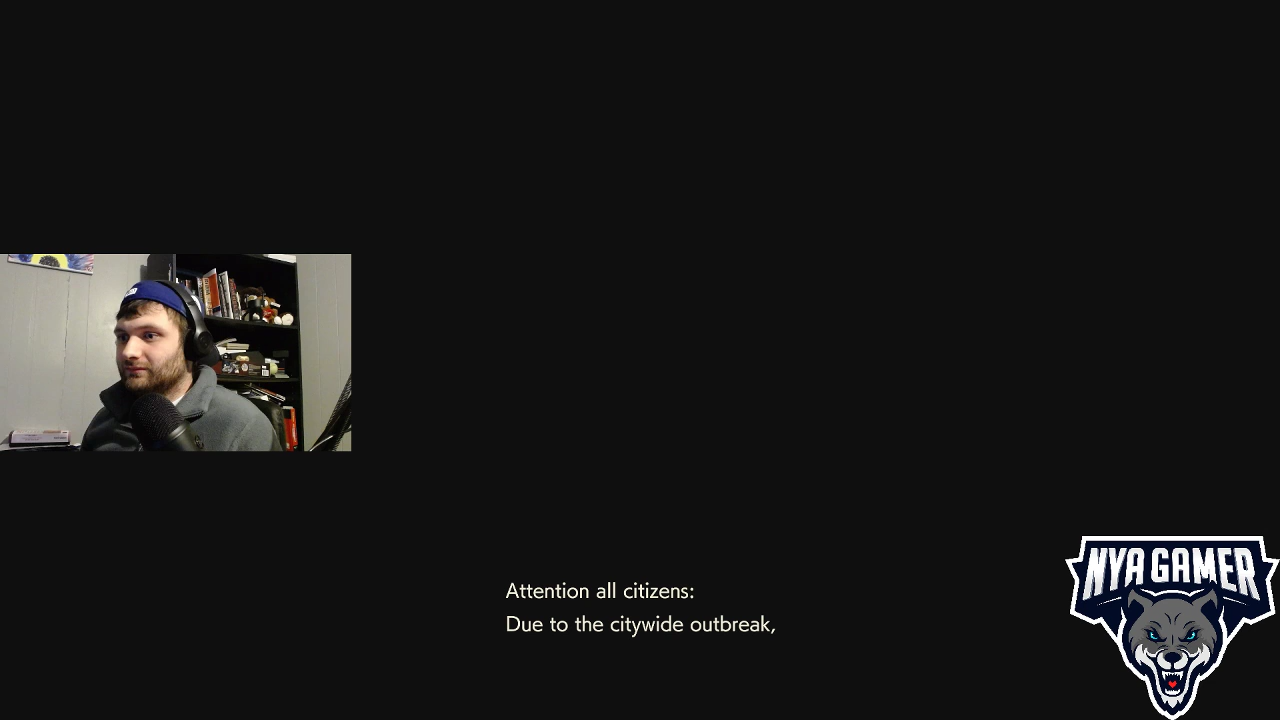 Attention all citizens:
Due to the citywide outbreak,
NYA GAMER